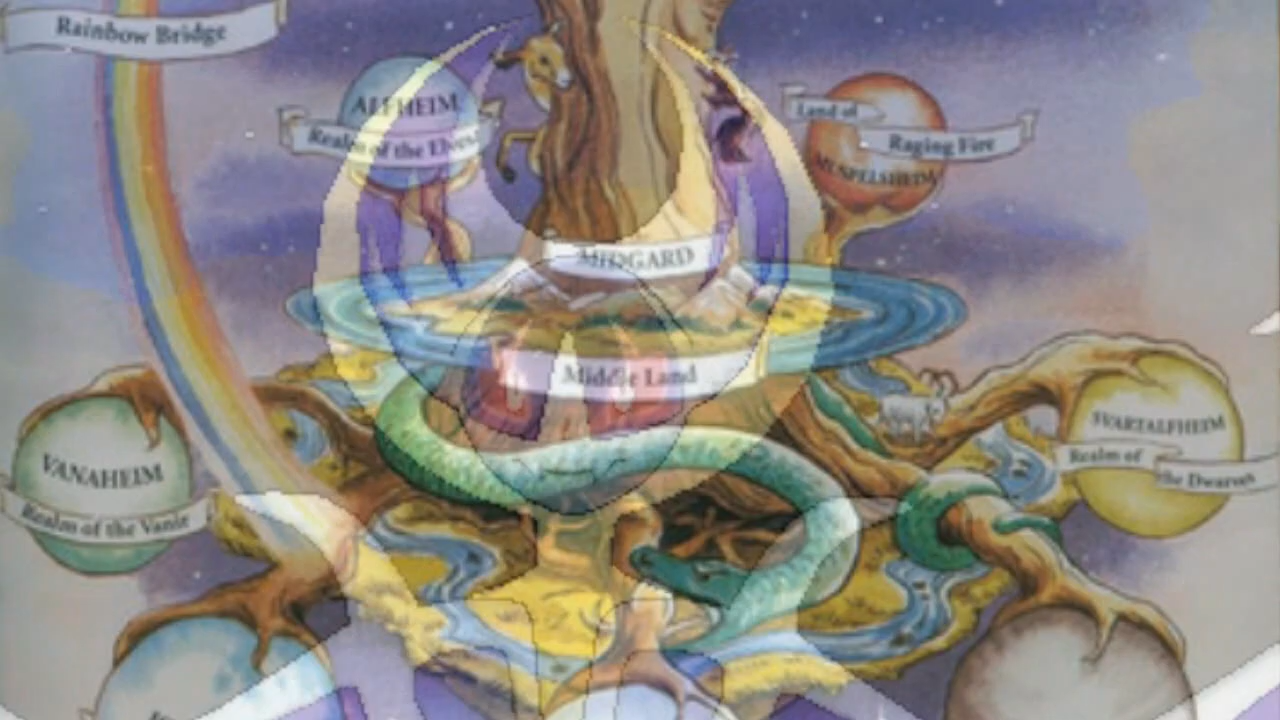 Rainbow Bridge
ALFHEIM
Realm of the Elves
Land of
Raging Fire
MUSPELSHEIM
MIDGARD
Middle Land
VANAHEIM
Realm of the Vanir
SVARTALFHEIM
Realm of
the Dwarves